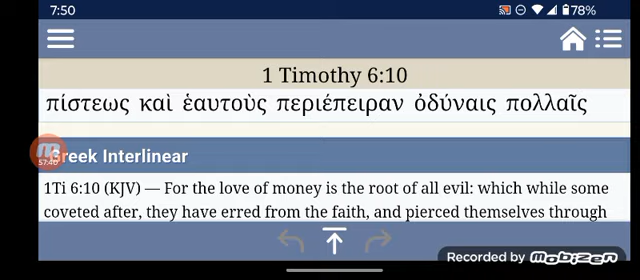 7:50
78%
1 Timothy 6:10
πίστεως καὶ ἑαυτοὺς περιέπειραν ὀδύναις πολλαῖς
Greek Interlinear
57:40
1Ti 6:10 (KJV) — For the love of money is the root of all evil: which while some
coveted after, they have erred from the faith, and pierced themselves through
Recorded by Mobizen